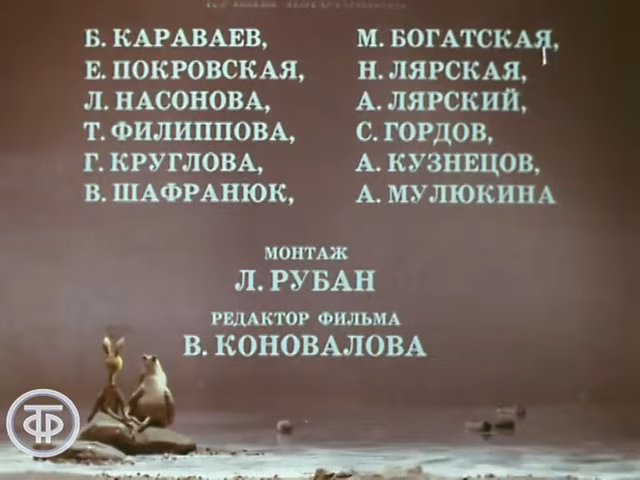 Б. КАРАВАЕВ,
Е. ПОКРОВСКАЯ,
Л. НАСОНОВА,
Т. ФИЛИППОВА,
Г. КРУГЛОВА,
В. ШАФРАНЮК,
М. БОГАТСКАЯ,
Н. ЛЯРСКАЯ,
А. ЛЯРСКИЙ,
С. ГОРДОВ,
А. КУЗНЕЦОВ,
А. МУЛЮКИНА
МОНТАЖ
Л. РУБАН
РЕДАКТОР ФИЛЬМА
В. КОНОВАЛОВА